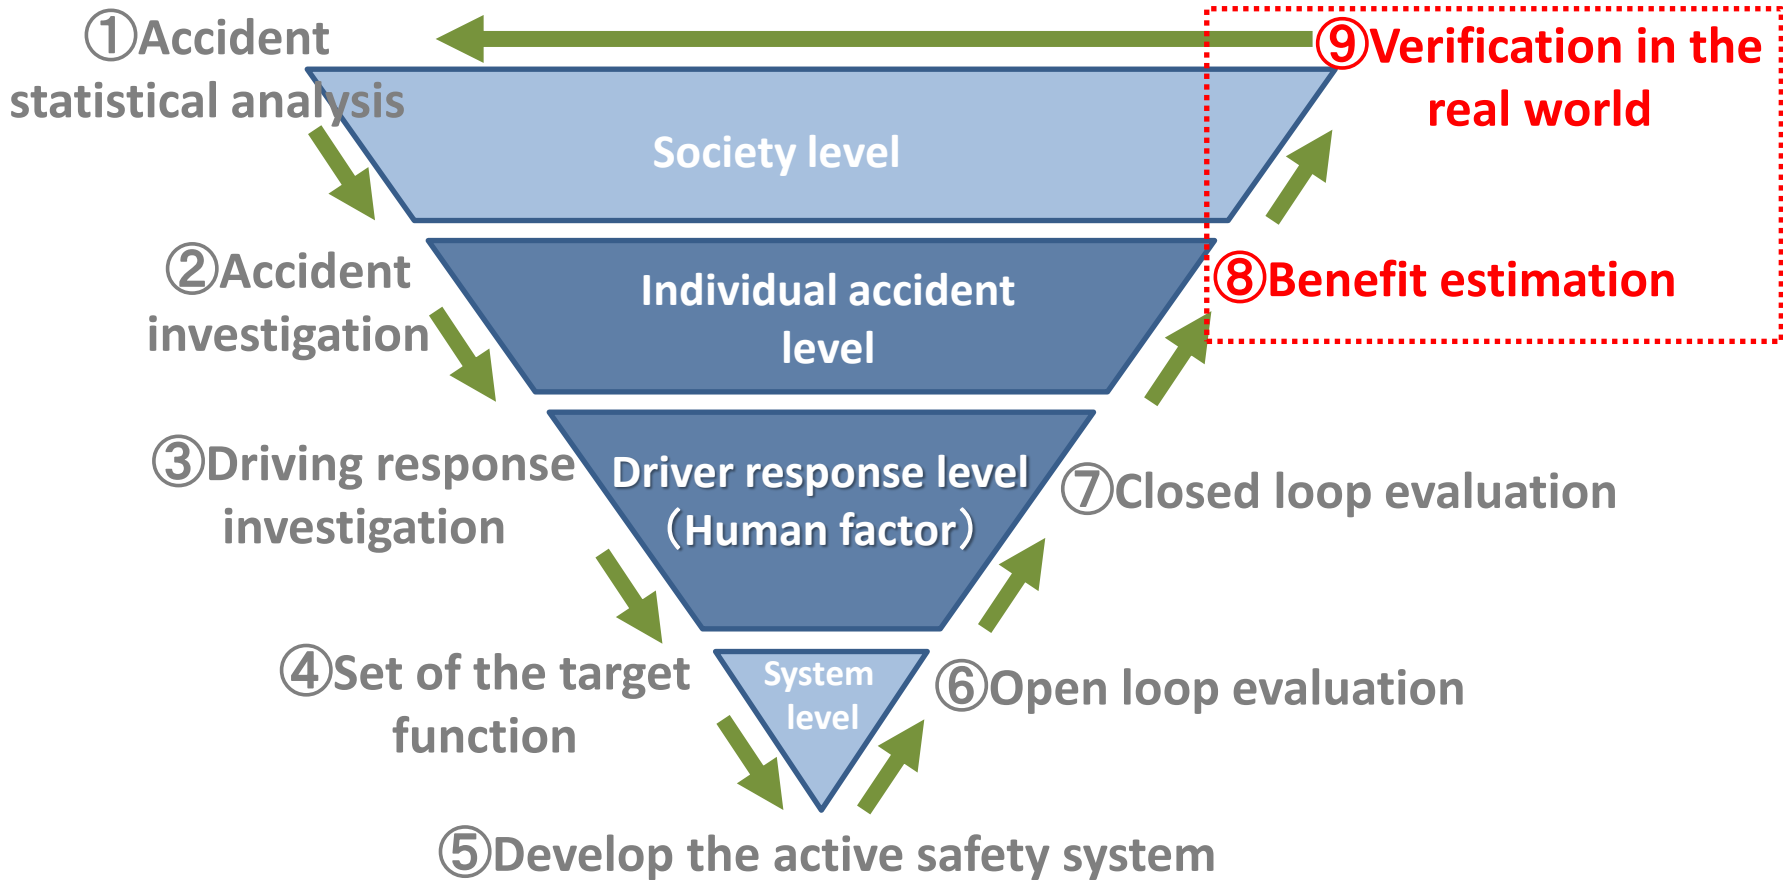 ①Accident
statistical analysis
⑨Verification in the
real world
Society level
②Accident
investigation
Individual accident
level
⑧Benefit estimation
③Driving response
investigation
Driver response level
（Human factor）
⑦Closed loop evaluation
④Set of the target
function
System
level
⑥Open loop evaluation
⑤Develop the active safety system